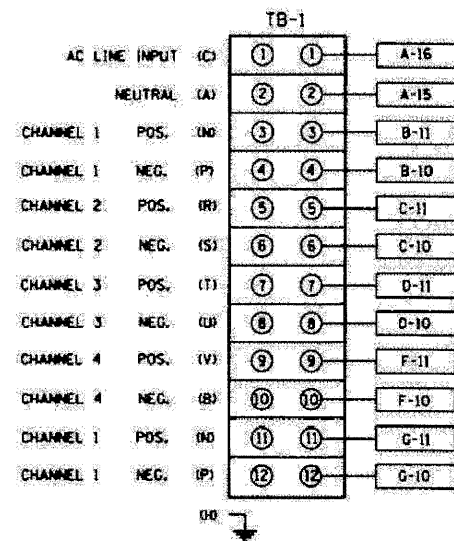 TB-1
AC LINE INPUT (C) 1 1 A-16
NEUTRAL (A) 2 2 A-15
CHANNEL 1 POS. (N) 3 3 B-11
CHANNEL 1 NEG. (P) 4 4 B-10
CHANNEL 2 POS. (R) 5 5 C-11
CHANNEL 2 NEG. (S) 6 6 C-10
CHANNEL 3 POS. (T) 7 7 D-11
CHANNEL 3 NEG. (U) 8 8 D-10
CHANNEL 4 POS. (V) 9 9 F-11
CHANNEL 4 NEG. (B) 10 10 F-10
CHANNEL 1 POS. (N) 11 11 G-11
CHANNEL 1 NEG. (P) 12 12 G-10
(H)